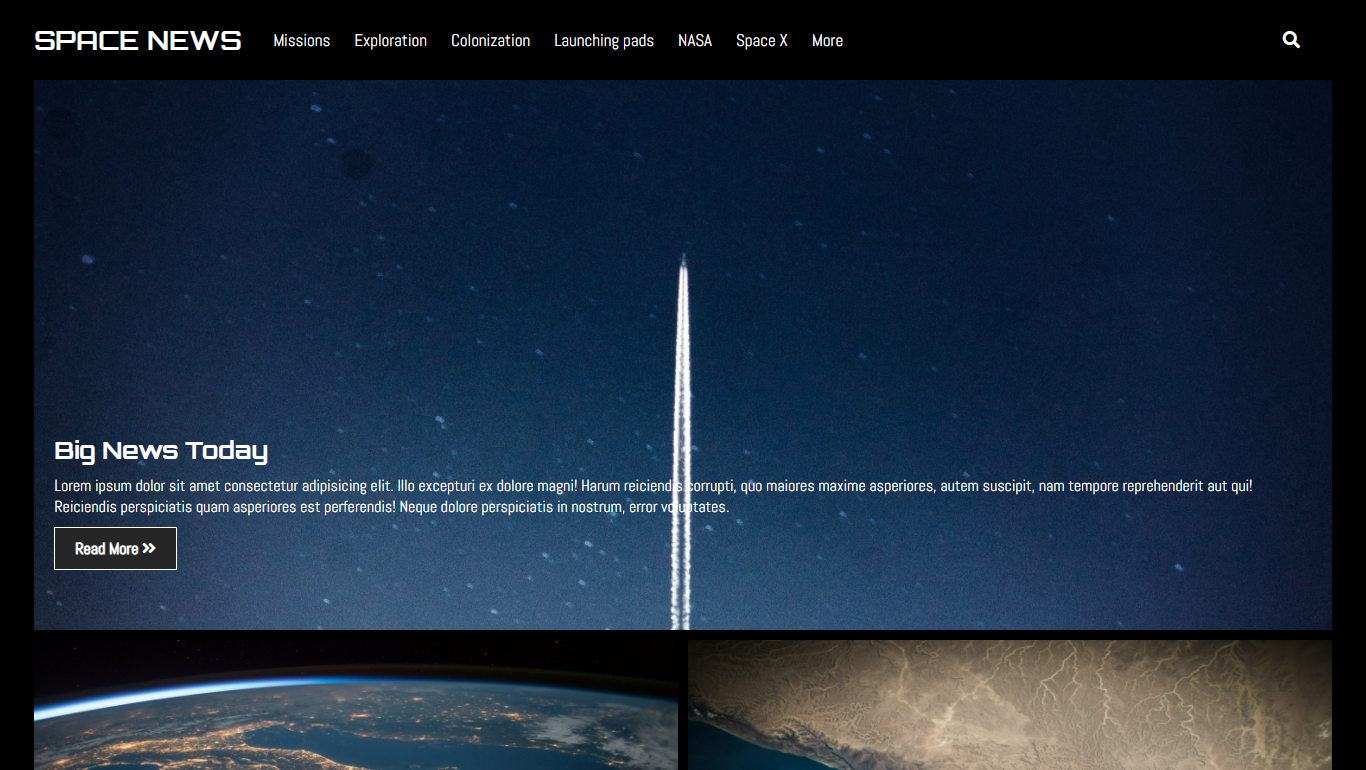 SPACE NEWS Missions Exploration Colonization Launching pads NASA Space X More
Big News Today
Lorem ipsum dolor sit amet consectetur adipisicing elit. Illo excepturi ex dolore magni! Harum reiciendis corrupti, quo maiores maxime asperiores, autem suscipit, nam tempore reprehenderit aut qui!
Reiciendis perspiciatis quam asperiores est perferendis! Neque dolore perspiciatis in nostrum, error voluptates.
Read More